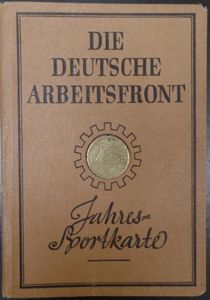 DIE
DEUTSCHE
ARBEITSFRONT
Jahres=
Sportkarte